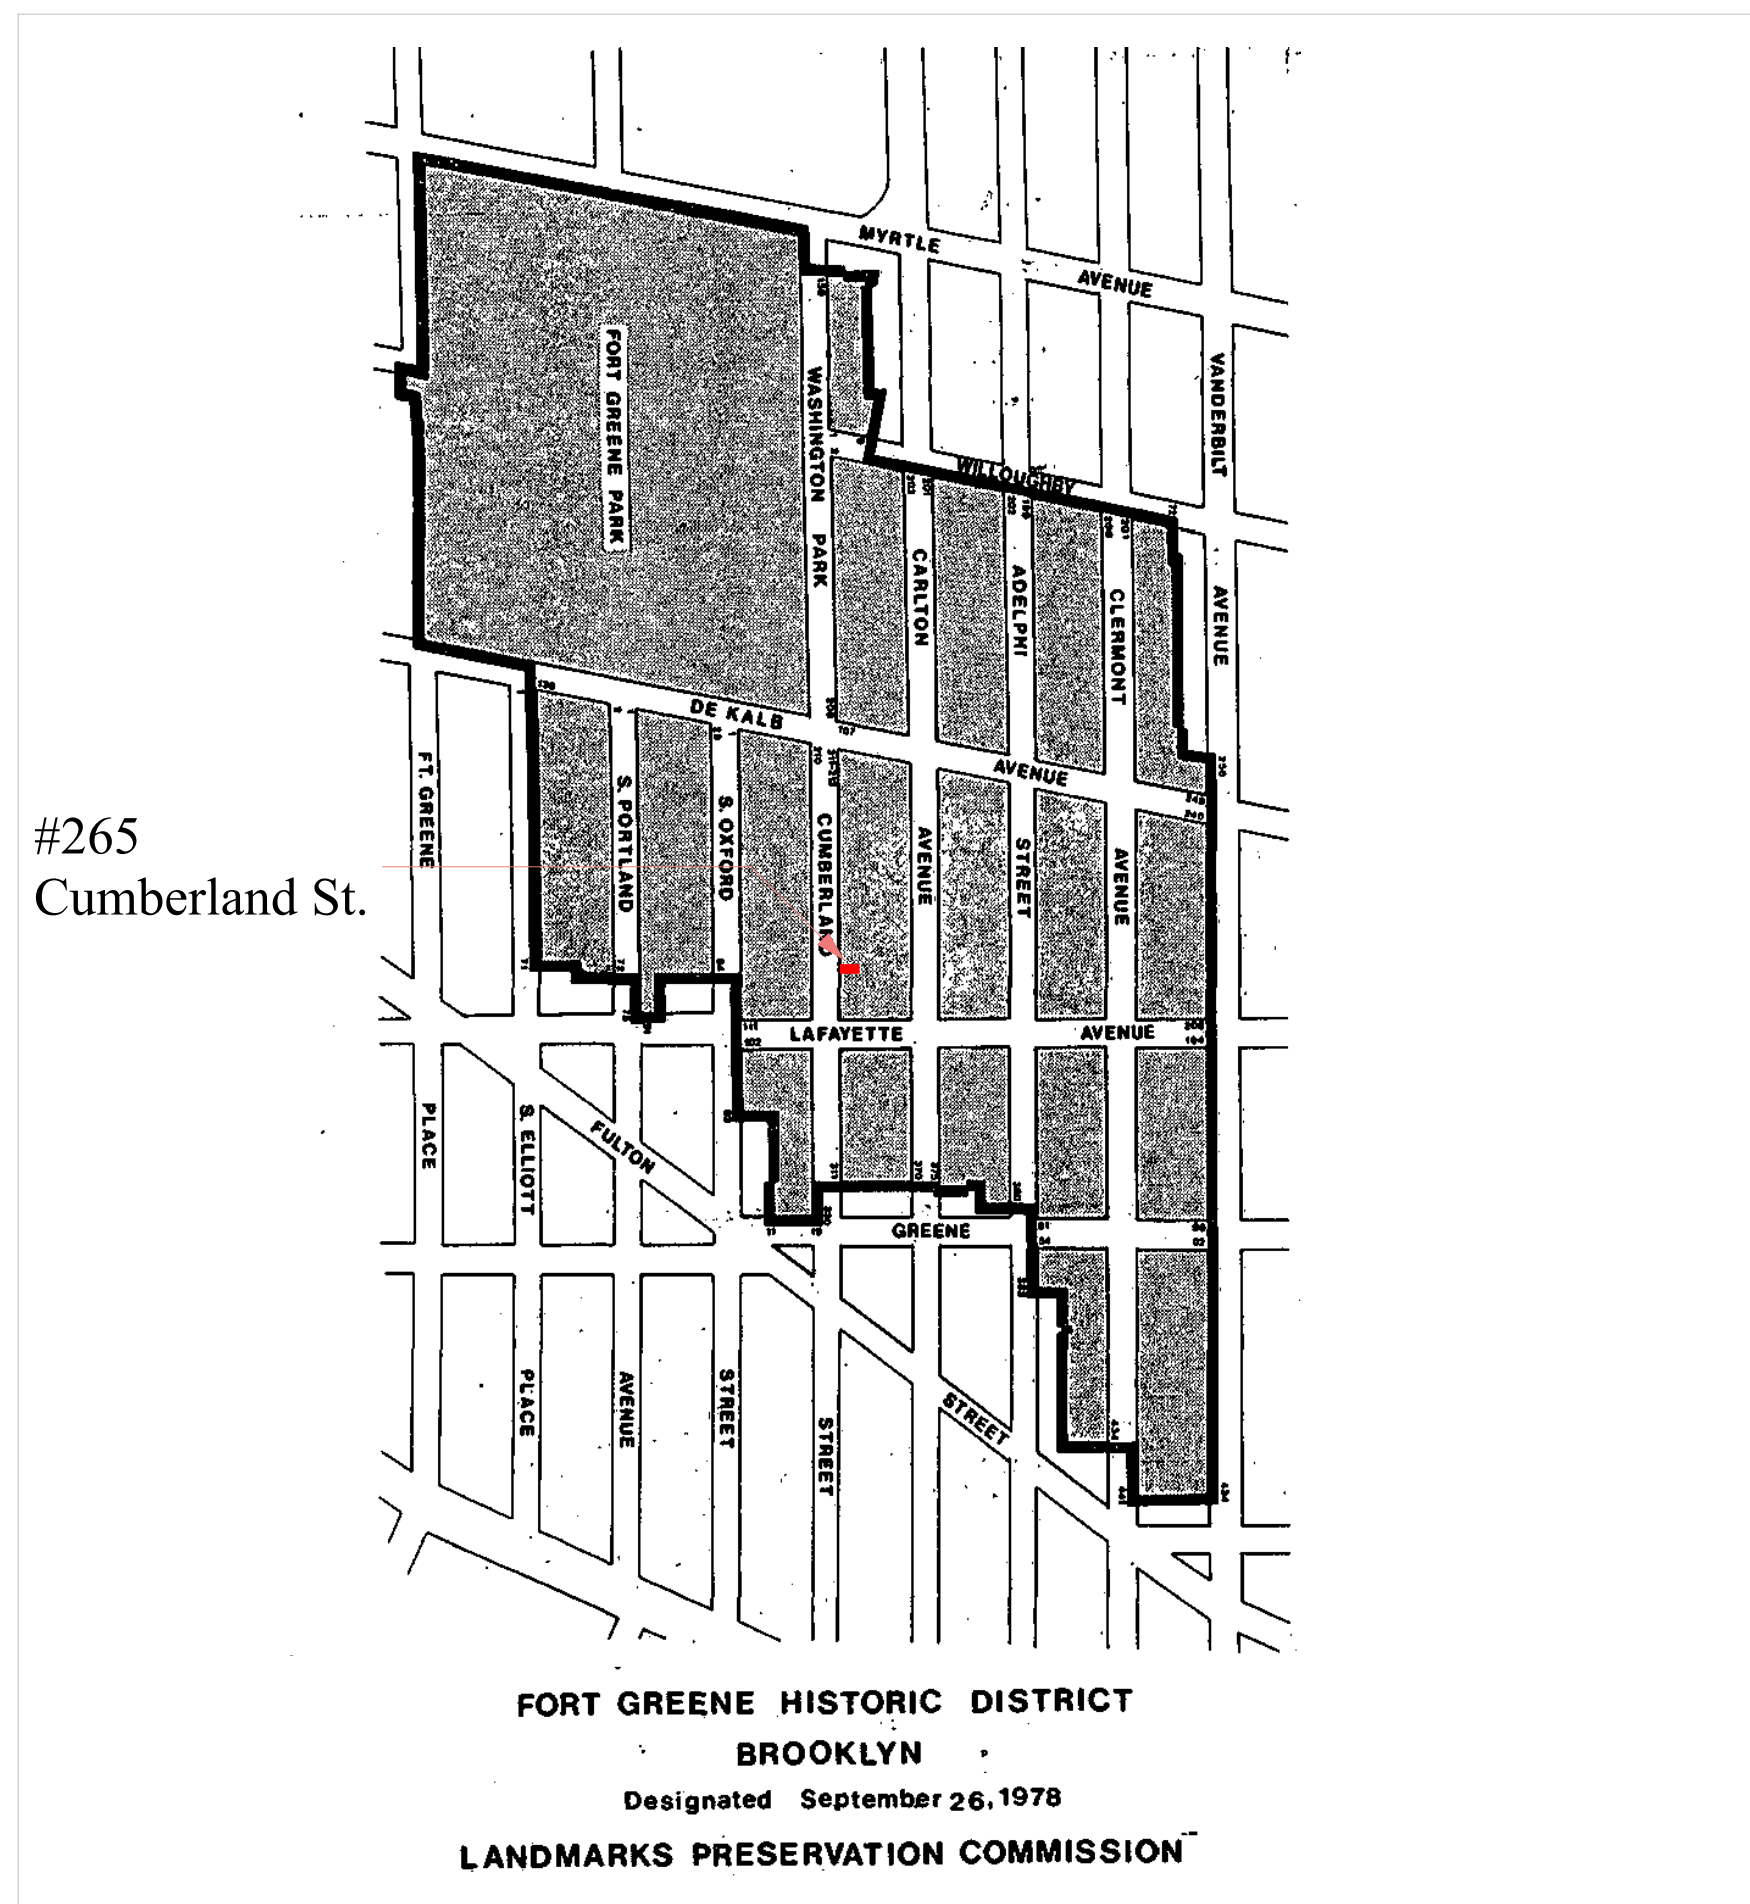 MYRTLE
AVENUE
VANDERBILT
AVENUE
FORT GREENE PARK
WASHINGTON PARK
WILLOUGHBY
CARLTON
ADELPHI
CLERMONT
DE KALB
AVENUE
FT. GREENE
S. PORTLAND
S. OXFORD
CUMBERLAND
AVENUE
STREET
AVENUE
#265
Cumberland St.
LAFAYETTE
AVENUE
PLACE
S. ELLIOTT
FULTON
GREENE
PLACE
AVENUE
STREET
STREET
STREET
FORT GREENE HISTORIC DISTRICT
BROOKLYN
Designated September 26, 1978
LANDMARKS PRESERVATION COMMISSION